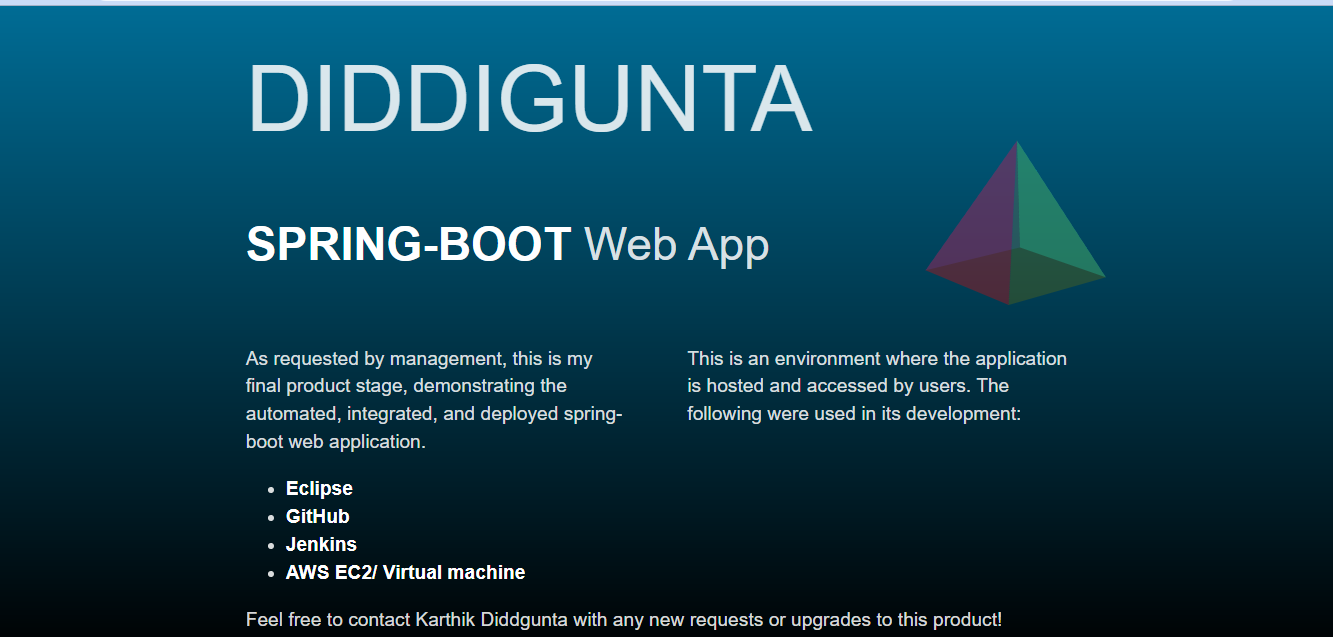 DIDDIGUNTA
SPRING-BOOT Web App
As requested by management, this is my
final product stage, demonstrating the
automated, integrated, and deployed spring-
boot web application.
This is an environment where the application
is hosted and accessed by users. The
following were used in its development:
• Eclipse
• GitHub
• Jenkins
• AWS EC2/ Virtual machine
Feel free to contact Karthik Diddgunta with any new requests or upgrades to this product!